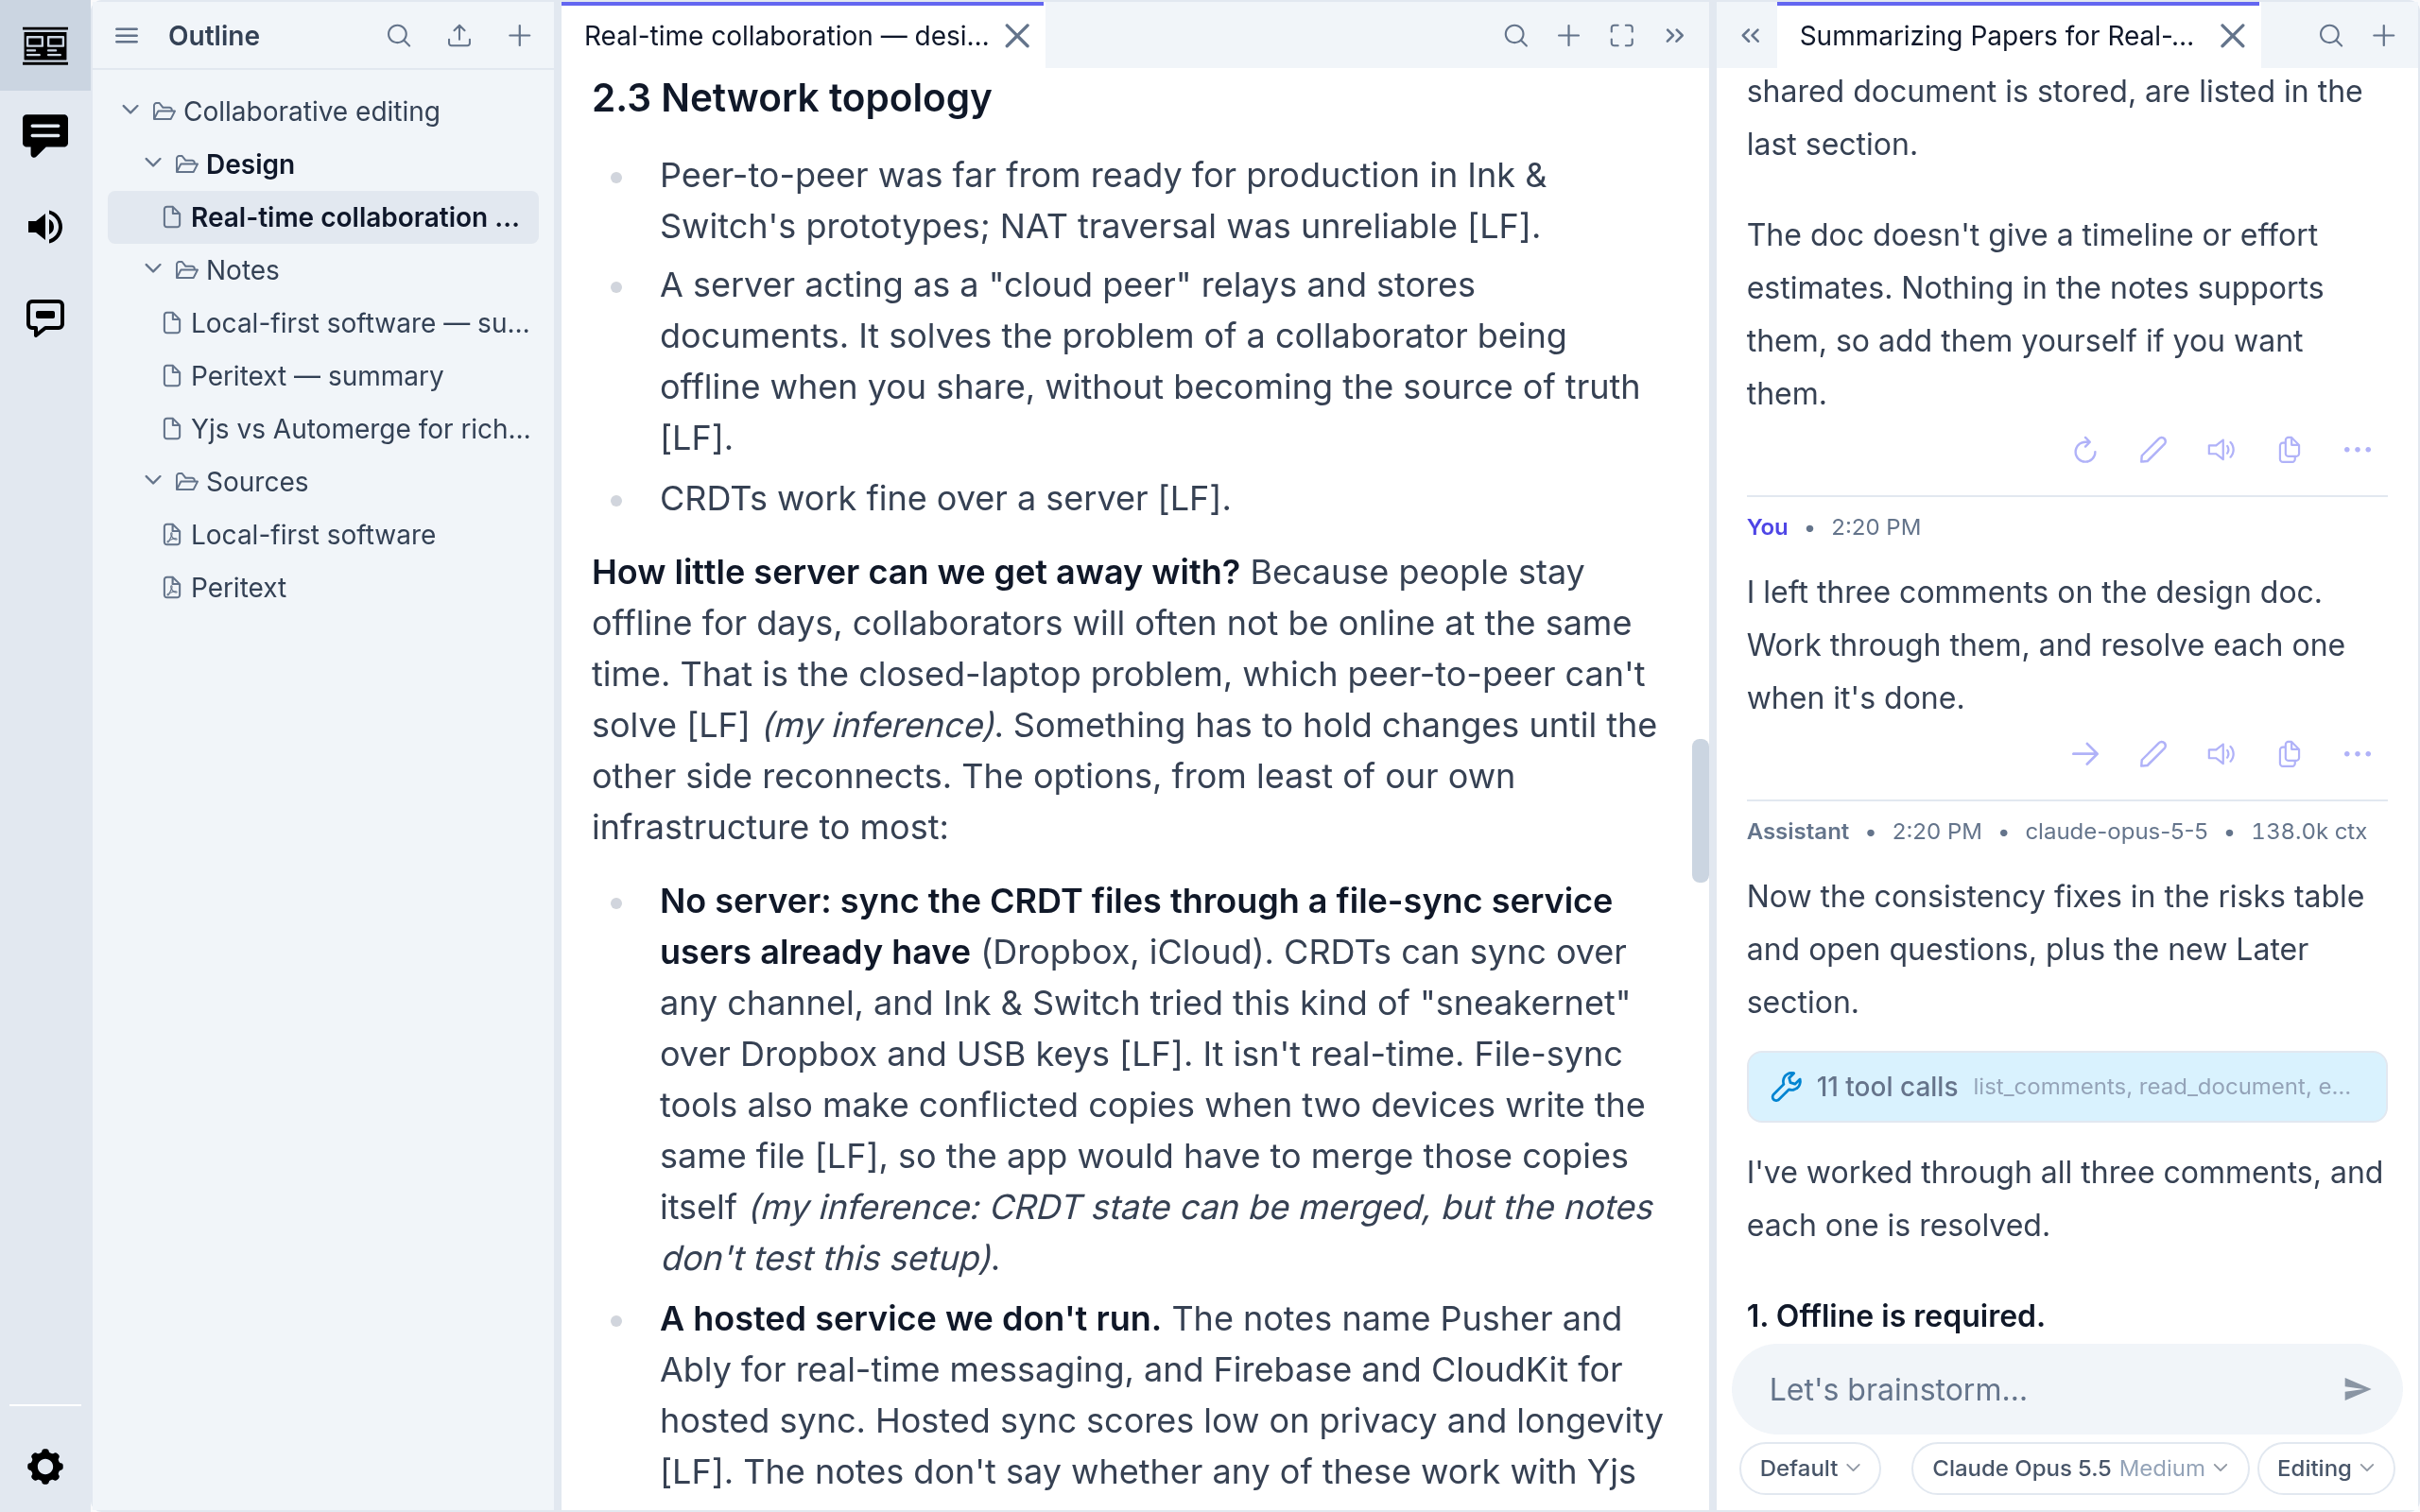 Outline
Collaborative editing
Design
Real-time collaboration ...
Notes
Local-first software — su...
Peritext — summary
Yjs vs Automerge for rich...
Sources
Local-first software
Peritext
Real-time collaboration — desi...
2.3 Network topology
Peer-to-peer was far from ready for production in Ink &
Switch's prototypes; NAT traversal was unreliable [LF].
A server acting as a "cloud peer" relays and stores
documents. It solves the problem of a collaborator being
offline when you share, without becoming the source of truth
[LF].
CRDTs work fine over a server [LF].
How little server can we get away with? Because people stay
offline for days, collaborators will often not be online at the same
time. That is the closed-laptop problem, which peer-to-peer can't
solve [LF] (my inference). Something has to hold changes until the
other side reconnects. The options, from least of our own
infrastructure to most:
No server: sync the CRDT files through a file-sync service
users already have (Dropbox, iCloud). CRDTs can sync over
any channel, and Ink & Switch tried this kind of "sneakernet"
over Dropbox and USB keys [LF]. It isn't real-time. File-sync
tools also make conflicted copies when two devices write the
same file [LF], so the app would have to merge those copies
itself (my inference: CRDT state can be merged, but the notes
don't test this setup).
A hosted service we don't run. The notes name Pusher and
Ably for real-time messaging, and Firebase and CloudKit for
hosted sync. Hosted sync scores low on privacy and longevity
[LF]. The notes don't say whether any of these work with Yjs
Summarizing Papers for Real-...
shared document is stored, are listed in the
last section.
The doc doesn't give a timeline or effort
estimates. Nothing in the notes supports
them, so add them yourself if you want
them.
You • 2:20 PM
I left three comments on the design doc.
Work through them, and resolve each one
when it's done.
Assistant • 2:20 PM • claude-opus-5-5 • 138.0k ctx
Now the consistency fixes in the risks table
and open questions, plus the new Later
section.
11 tool calls list_comments, read_document, e...
I've worked through all three comments, and
each one is resolved.
1. Offline is required.
Let's brainstorm...
Default
Claude Opus 5.5 Medium
Editing